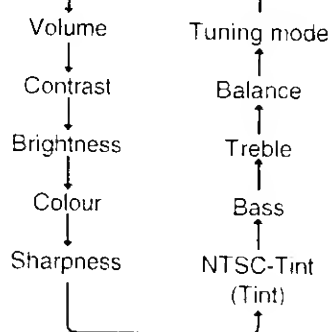 Volume
Contrast
Brightness
Colour
Sharpness
Tuning mode
Balance
Treble
Bass
NTSC-Tint
(Tint)